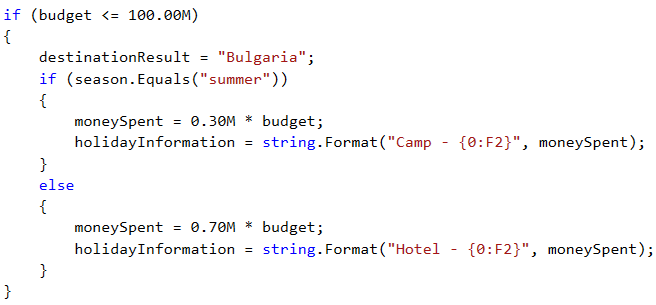 if (budget <= 100.00M)
{
    destinationResult = "Bulgaria";
    if (season.Equals("summer"))
    {
        moneySpent = 0.30M * budget;
        holidayInformation = string.Format("Camp - {0:F2}", moneySpent);
    }
    else
    {
        moneySpent = 0.70M * budget;
        holidayInformation = string.Format("Hotel - {0:F2}", moneySpent);
    }
}